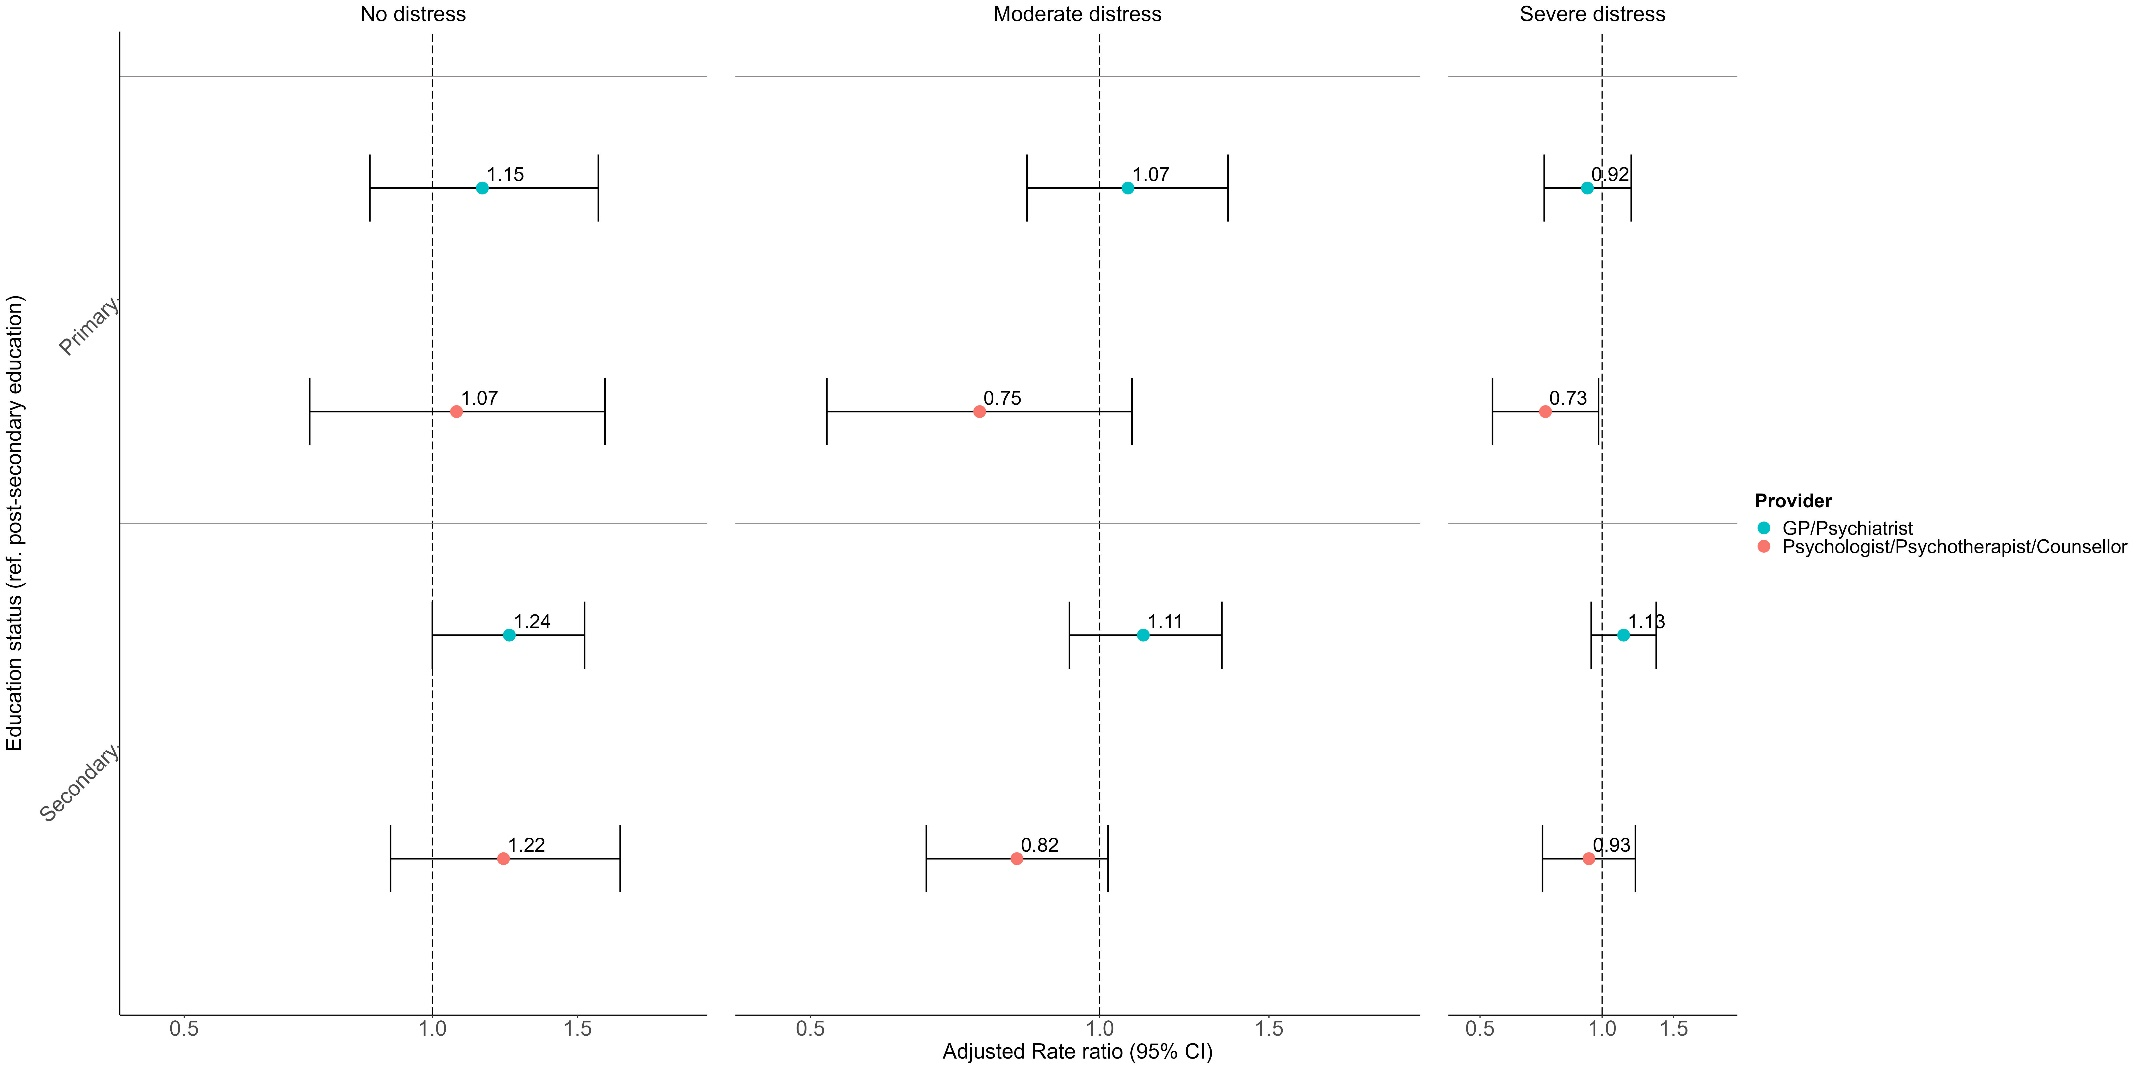 No distress
Moderate distress
Severe distress
Education status (ref. post-secondary education)
Primary
1.15
1.07
0.92
1.07
0.75
0.73
Secondary
1.24
1.11
1.13
1.22
0.82
0.93
0.5 1.0 1.5
0.5 1.0 1.5
0.5 1.0 1.5
Adjusted Rate ratio (95% CI)
Provider
GP/Psychiatrist
Psychologist/Psychotherapist/Counsellor